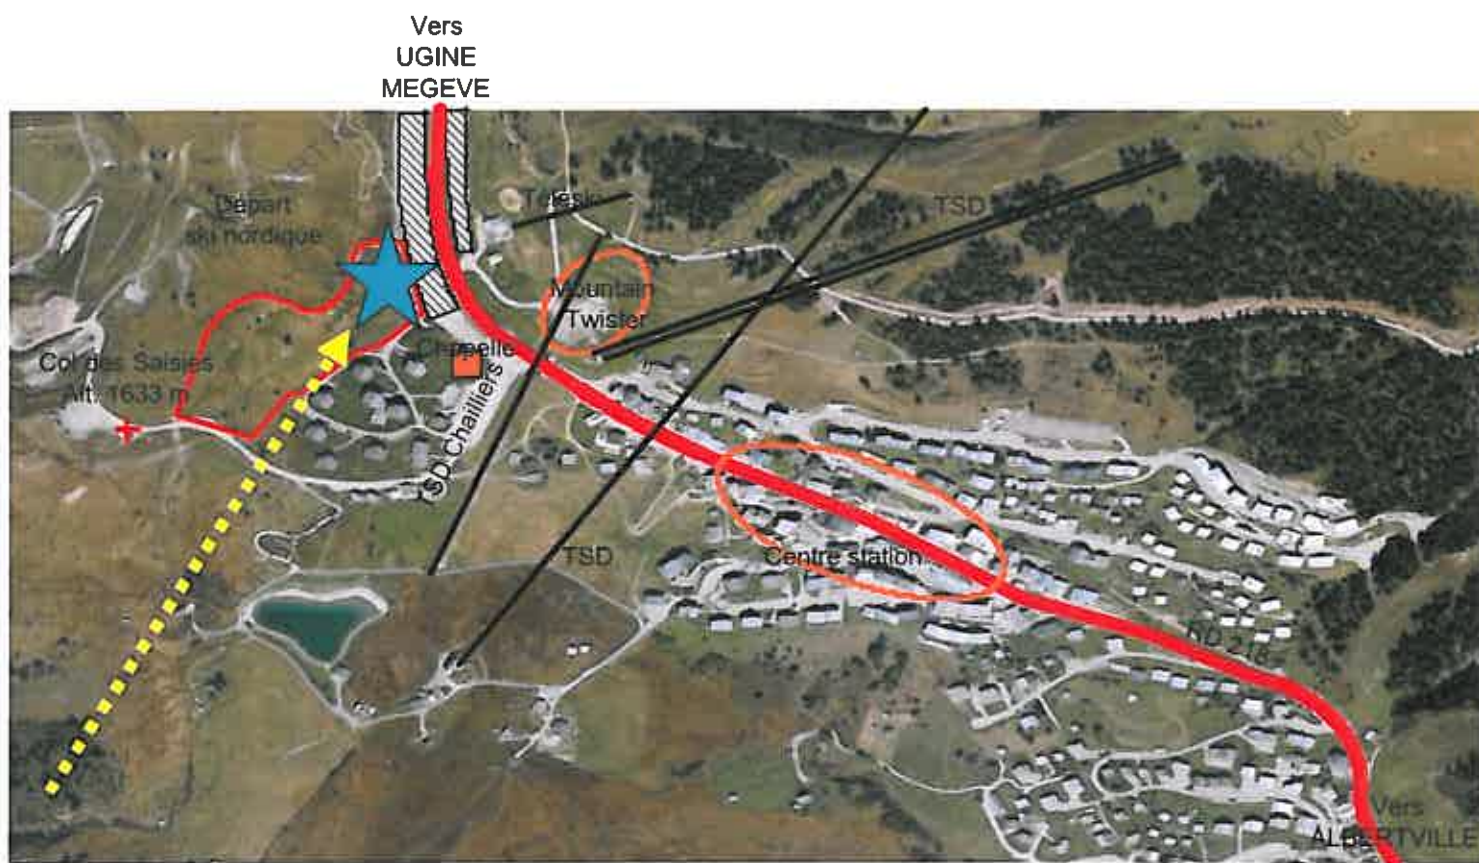 Vers
UGINE
MEGEVE
Départ
ski nordique
Téléski
TSD
Mountain
Twister
Chapelle
Col des Saisies
Alt. 1633 m
TSD Chailliers
TSD
Centre station
RD 218
Vers
ALBERTVILLE